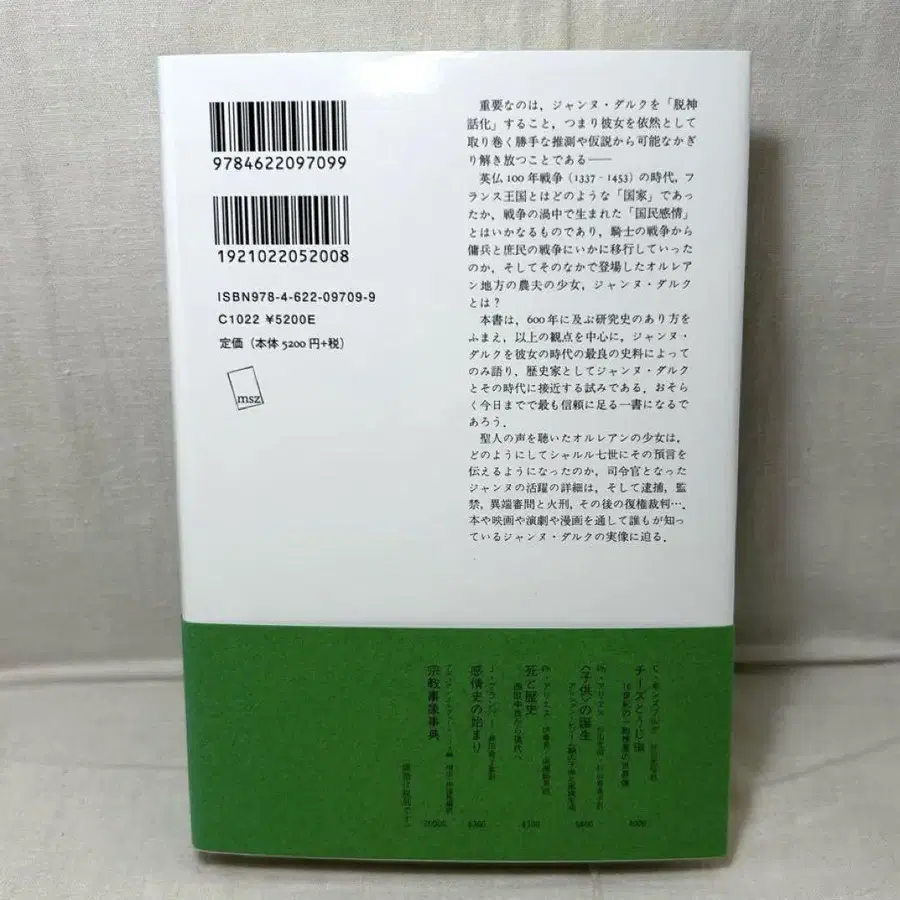 9784622097099
1921022052008
ISBN978-4-622-09709-9
C1022 ¥5200E
定価（本体 5200 円+税）
msz
重要なのは，ジャンヌ・ダルクを「脱神
話化」すること，つまり彼女を依然として
取り巻く勝手な推測や仮説から可能なかぎ
り解き放つことである――
英仏 100 年戦争（1337‐1453）の時代，フ
ランス王国とはどのような「国家」であっ
たか，戦争の渦中で生まれた「国民感情」
とはいかなるものであり，騎士の戦争から
傭兵と庶民の戦争にいかに移行していった
のか，そしてそのなかで登場したオルレア
ン地方の農夫の少女，ジャンヌ・ダルク
とは？
本書は，600年に及ぶ研究史のあり方を
ふまえ，以上の観点を中心に，ジャンヌ・
ダルクを彼女の時代の最良の史料によって
のみ語り，歴史家としてジャンヌ・ダルク
とその時代に接近する試みである．おそら
く今日までで最も信頼に足る一書になるで
あろう．
聖人の声を聴いたオルレアンの少女は，
どのようにしてシャルル七世にその預言を
伝えるようになったのか，司令官となった
ジャンヌの活躍の詳細は，そして逮捕，監
禁，異端審問と火刑，その後の復権裁判…．
本や映画や演劇や漫画を通して誰もが知っ
ているジャンヌ・ダルクの実像に迫る．
チーズとうじ虫
〈子供〉の誕生
死と歴史
西欧中世から現代へ
感情史の始まり
宗教事象事典